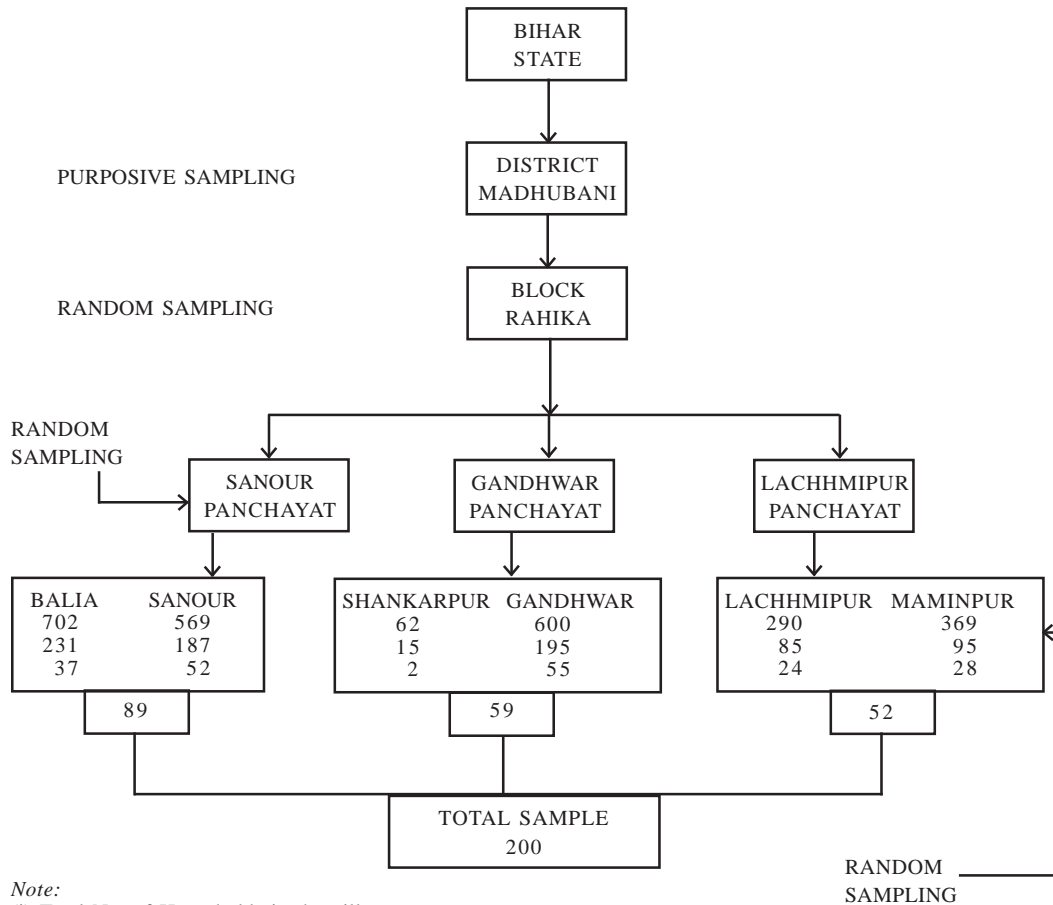 BIHAR
STATE
PURPOSIVE SAMPLING
DISTRICT
MADHUBANI
RANDOM SAMPLING
BLOCK
RAHIKA
RANDOM
SAMPLING
SANOUR
PANCHAYAT
GANDHWAR
PANCHAYAT
LACHHMIPUR
PANCHAYAT
BALIA SANOUR
702 569
231 187
37 52
SHANKARPUR GANDHWAR
62 600
15 195
2 55
LACHHMIPUR MAMINPUR
290 369
85 95
24 28
89
59
52
TOTAL SAMPLE
200
RANDOM
SAMPLING
Note: